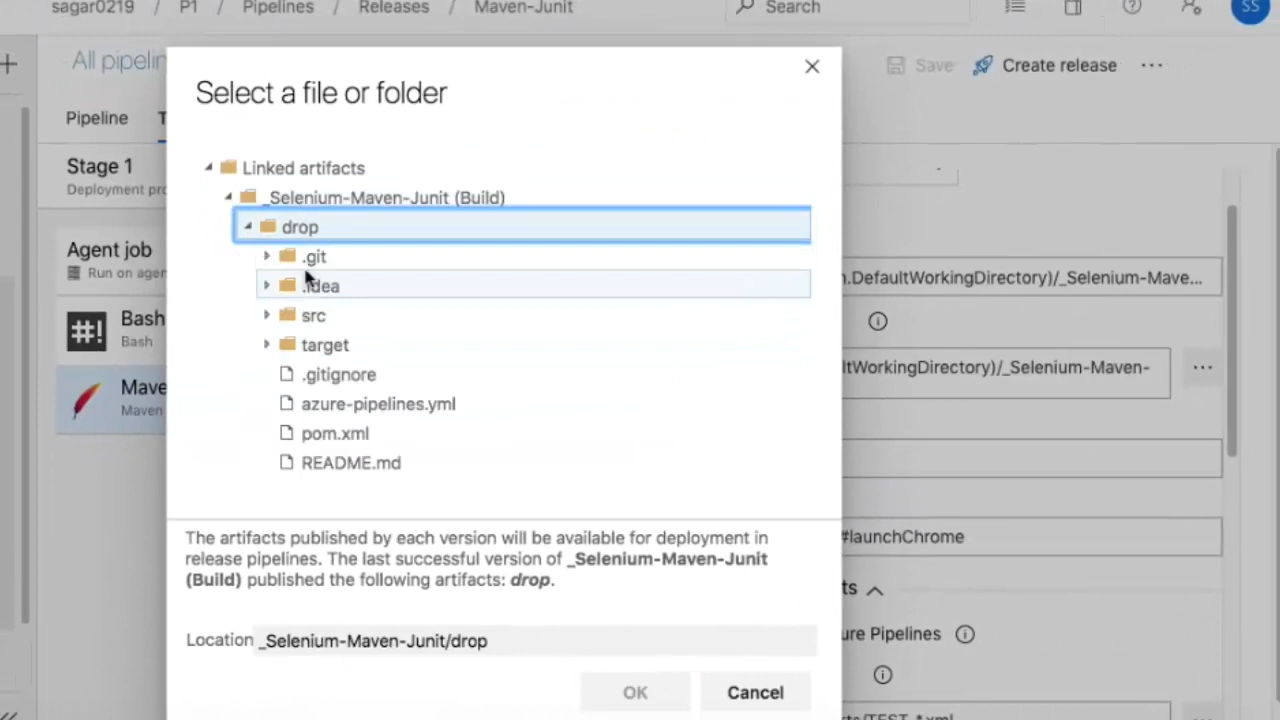 sagar0219 / P1 / Pipelines / Releases / Maven-Junit
Search
SS
All pipelin
Save
Create release
Pipeline
T
Select a file or folder
Stage 1
Deployment pro
Linked artifacts
_Selenium-Maven-Junit (Build)
drop
.git
.idea
src
target
.gitignore
azure-pipelines.yml
pom.xml
README.md
Agent job
Run on agen
#!
Bash
Bash
Mave
Maven
n.DefaultWorkingDirectory)/_Selenium-Mave...
ltWorkingDirectory)/_Selenium-Maven-
#launchChrome
ts
ure Pipelines
The artifacts published by each version will be available for deployment in
release pipelines. The last successful version of _Selenium-Maven-Junit
(Build) published the following artifacts: drop.
Location
_Selenium-Maven-Junit/drop
OK
Cancel